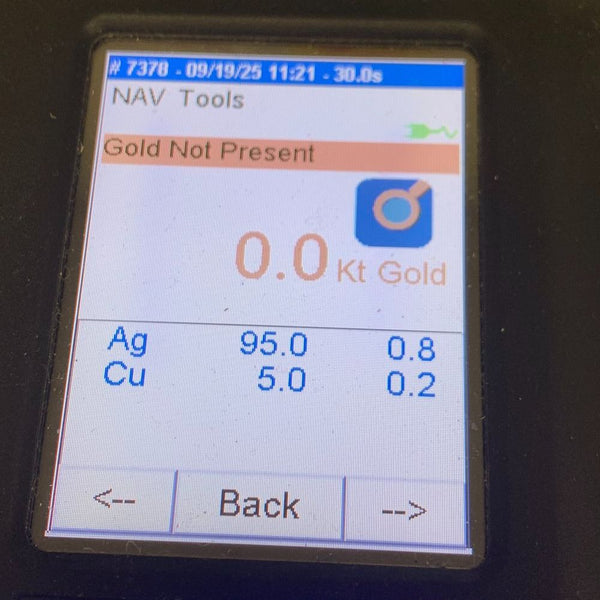 # 7378 - 09/19/25 11:21 - 30.0s
NAV Tools
Gold Not Present
0.0 Kt Gold
Ag 95.0 0.8
Cu 5.0 0.2
<-- Back -->